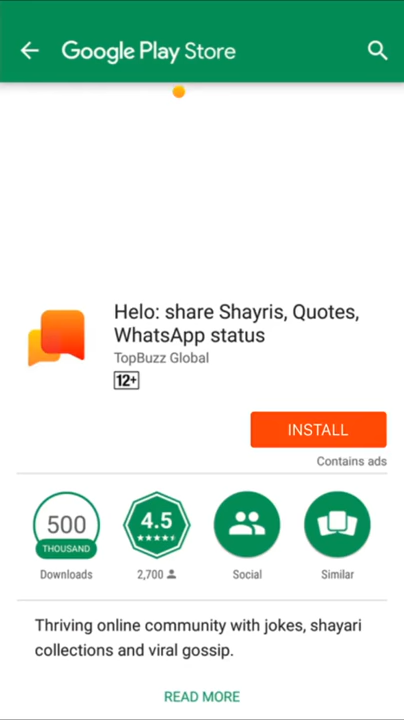 Google Play Store
Helo: share Shayris, Quotes,
WhatsApp status
TopBuzz Global
12+
INSTALL
Contains ads
500
THOUSAND
4.5
Downloads
2,700
Social
Similar
Thriving online community with jokes, shayari
collections and viral gossip.
READ MORE